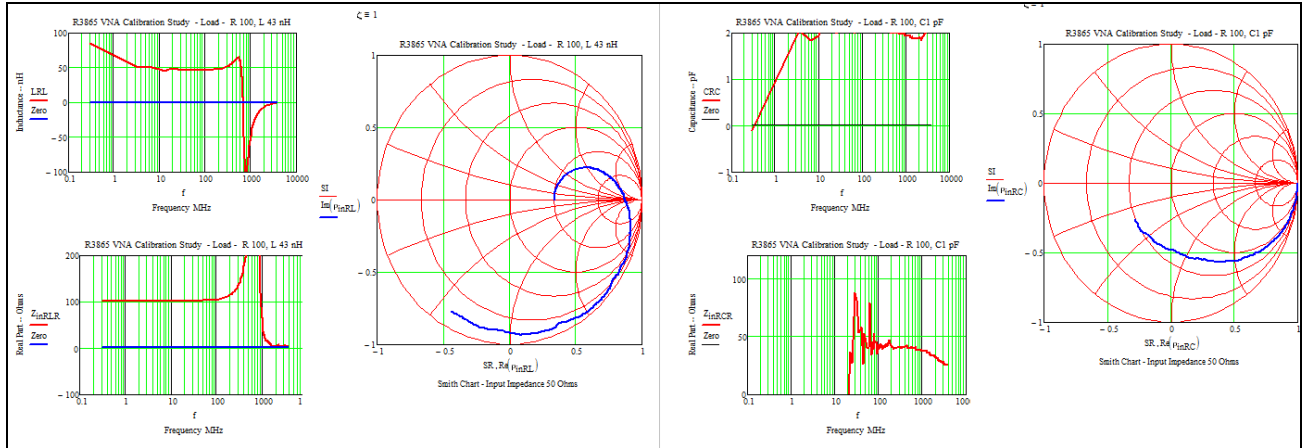 R3865 VNA Calibration Study - Load - R 100, L 43 nH
Inductance -- nH
LRL
Zero
100
50
0
− 50
− 100
0.1 1 10 100 1000 10000
f
Frequency MHz
R3865 VNA Calibration Study - Load - R 100, L 43 nH
Real Part -- Ohms
ZinRLR
Zero
200
100
0
− 100
0.1 1 10 100 1000 1
f
Frequency MHz
ζ ≡ 1
R3865 VNA Calibration Study - Load - R 100, L 43 nH
SI
Im(ρinRL)
1
0.5
0
− 0.5
− 1
− 1 − 0.5 0 0.5 1
SR , Re(ρinRL)
Smith Chart - Input Impedance 50 Ohms
R3865 VNA Calibration Study - Load - R 100, C1 pF
Capacitance -- pF
CRC
Zero
2
1
0
− 1
0.1 1 10 100 1000 10000
f
Frequency MHz
R3865 VNA Calibration Study - Load - R 100, C1 pF
Real Part -- Ohms
ZinRCR
Zero
100
50
0
0.1 1 10 100 1000 10
f
Frequency MHz
R3865 VNA Calibration Study - Load - R 100, C1 pF
SI
Im(ρinRC)
1
0.5
0
− 0.5
− 1
− 1 − 0.5 0 0.5 1
SR , Re(ρinRC)
Smith Chart - Input Impedance 50 Ohms